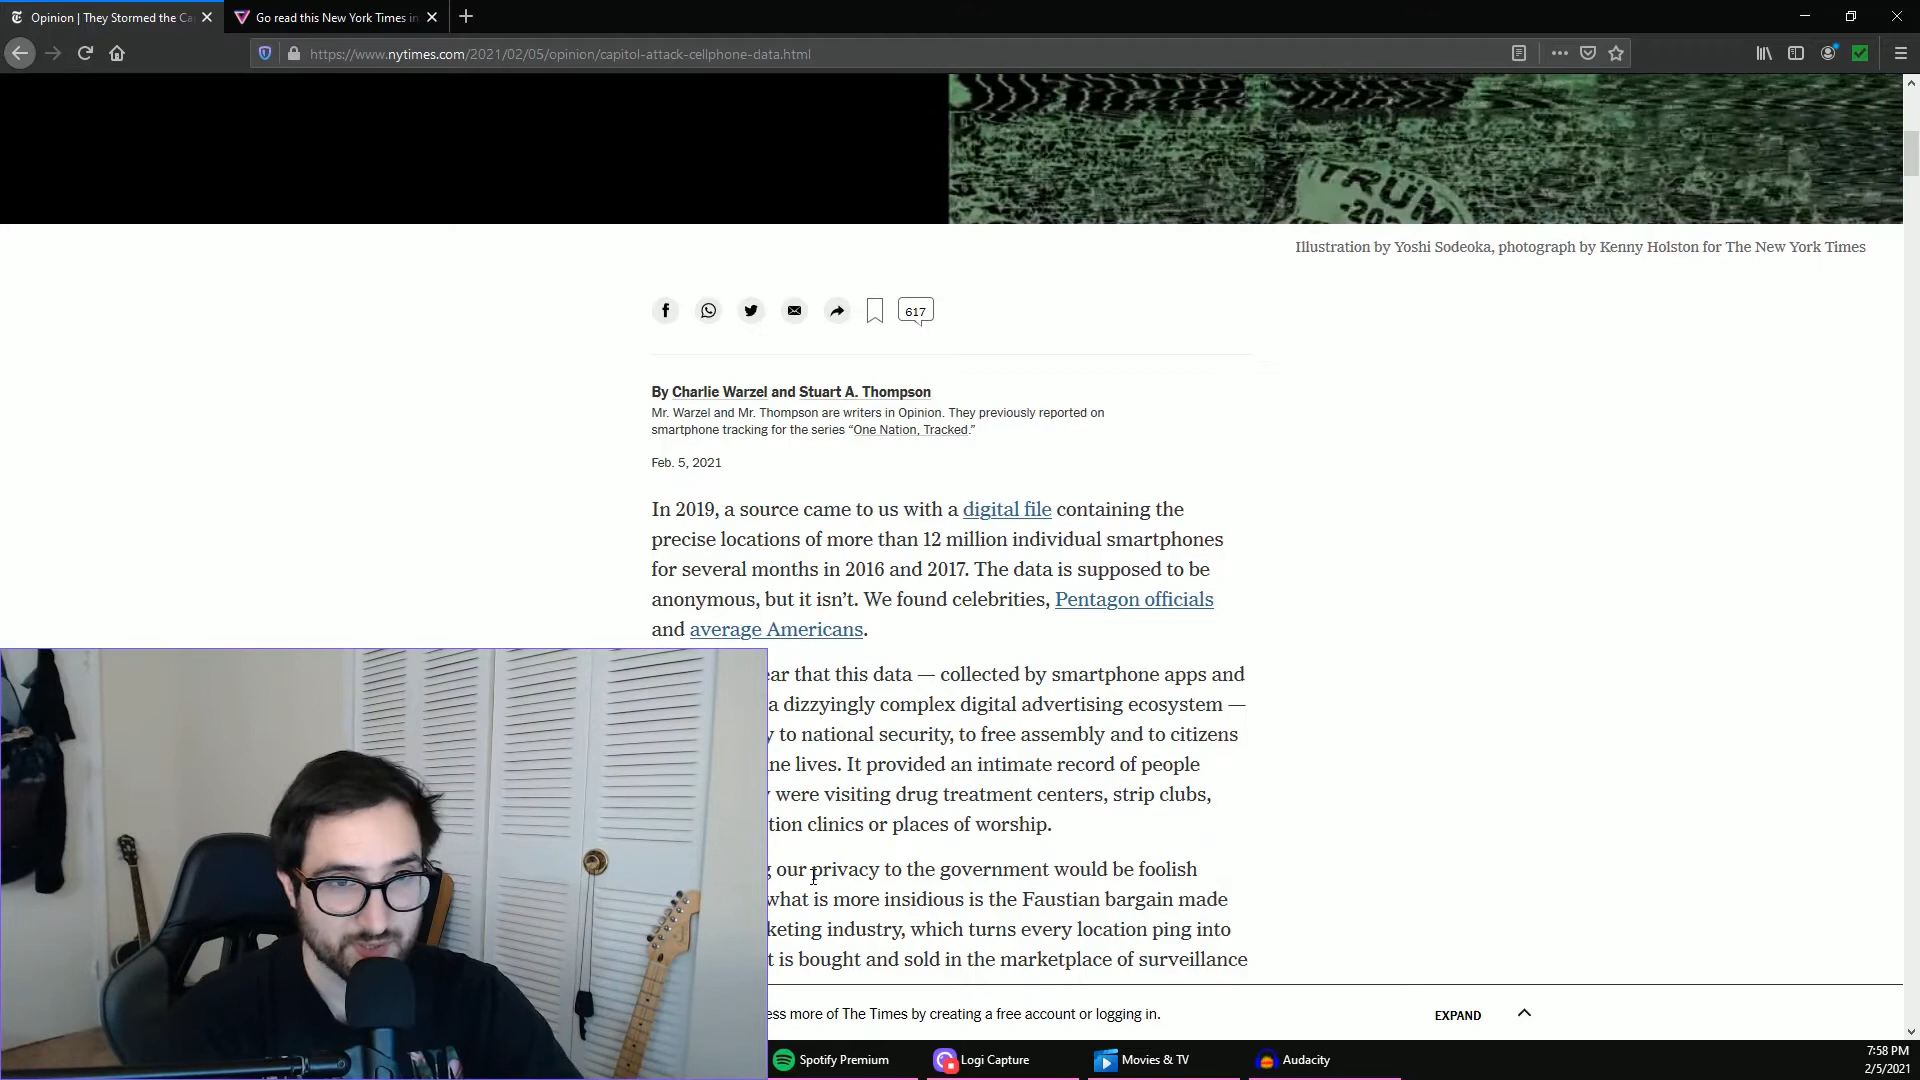 Opinion | They Stormed the Ca
Go read this New York Times in
https://www.nytimes.com/2021/02/05/opinion/capitol-attack-cellphone-data.html
TRUM
-202
Illustration by Yoshi Sodeoka, photograph by Kenny Holston for The New York Times
617
By Charlie Warzel and Stuart A. Thompson
Mr. Warzel and Mr. Thompson are writers in Opinion. They previously reported on
smartphone tracking for the series “One Nation, Tracked.”
Feb. 5, 2021
In 2019, a source came to us with a digital file containing the
precise locations of more than 12 million individual smartphones
for several months in 2016 and 2017. The data is supposed to be
anonymous, but it isn’t. We found celebrities, Pentagon officials
and average Americans.
ear that this data — collected by smartphone apps and
a dizzyingly complex digital advertising ecosystem —
y to national security, to free assembly and to citizens
ne lives. It provided an intimate record of people
were visiting drug treatment centers, strip clubs,
tion clinics or places of worship.
g our privacy to the government would be foolish
what is more insidious is the Faustian bargain made
keting industry, which turns every location ping into
t is bought and sold in the marketplace of surveillance
ess more of The Times by creating a free account or logging in.
EXPAND
Spotify Premium
Logi Capture
Movies & TV
Audacity
7:58 PM
2/5/2021